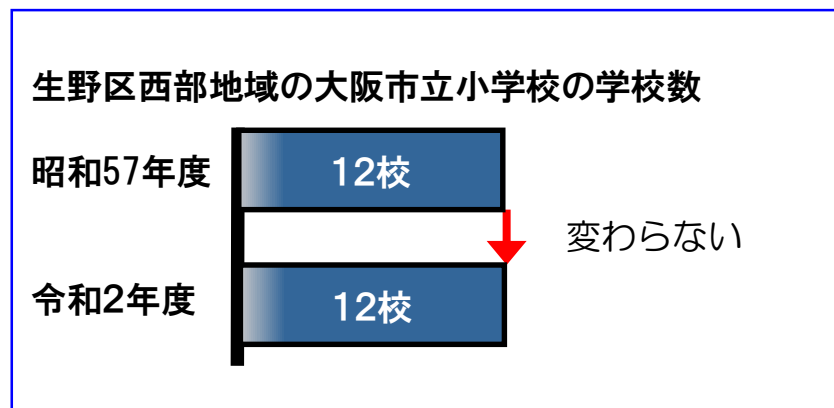 生野区西部地域の大阪市立小学校の学校数
昭和57年度
12校
変わらない
令和2年度
12校